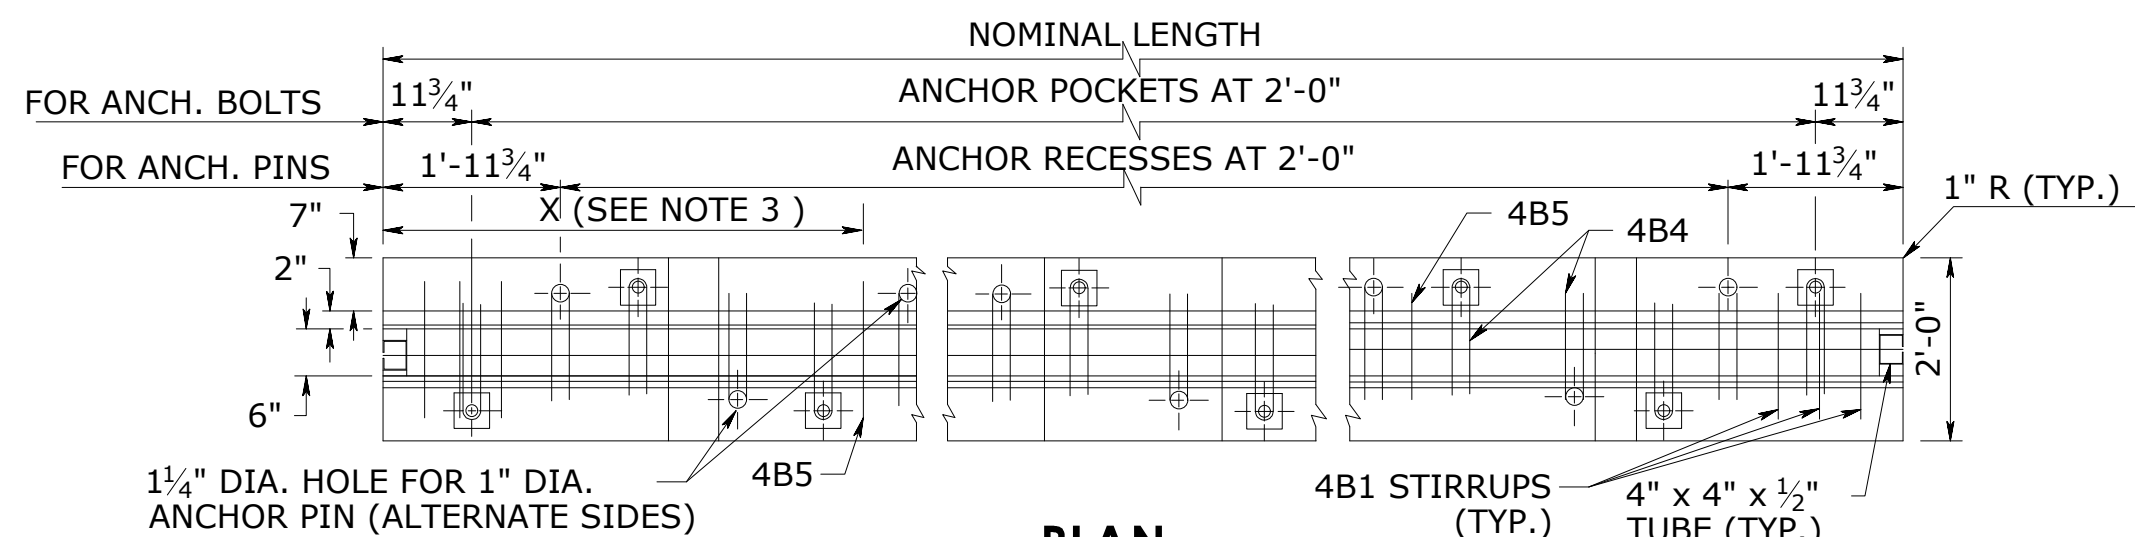 NOMINAL LENGTH
FOR ANCH. BOLTS
11¾"
ANCHOR POCKETS AT 2'-0"
11¾"
FOR ANCH. PINS
1'-11¾"
ANCHOR RECESSES AT 2'-0"
1'-11¾"
1" R (TYP.)
7"
X (SEE NOTE 3 )
4B5
4B4
2"
2'-0"
6"
1¼" DIA. HOLE FOR 1" DIA.
ANCHOR PIN (ALTERNATE SIDES)
4B5
4B1 STIRRUPS
(TYP.)
4" x 4" x ½"
TUBE (TYP.)
PLAN